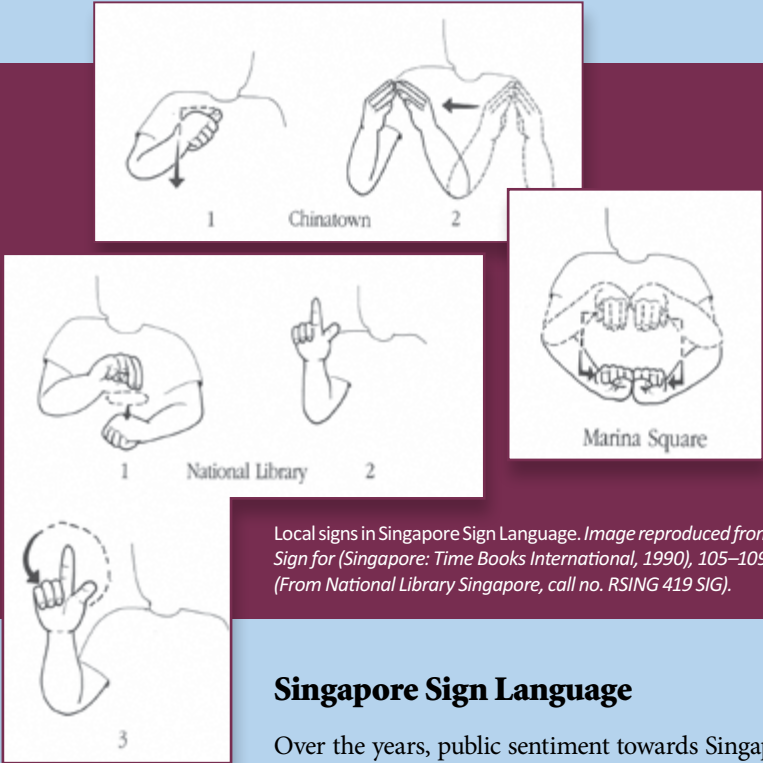 1 Chinatown 2
Marina Square
1 National Library 2
3
Local signs in Singapore Sign Language. Image reproduced from
Sign for (Singapore: Time Books International, 1990), 105–109
(From National Library Singapore, call no. RSING 419 SIG).
Singapore Sign Language
Over the years, public sentiment towards Singap